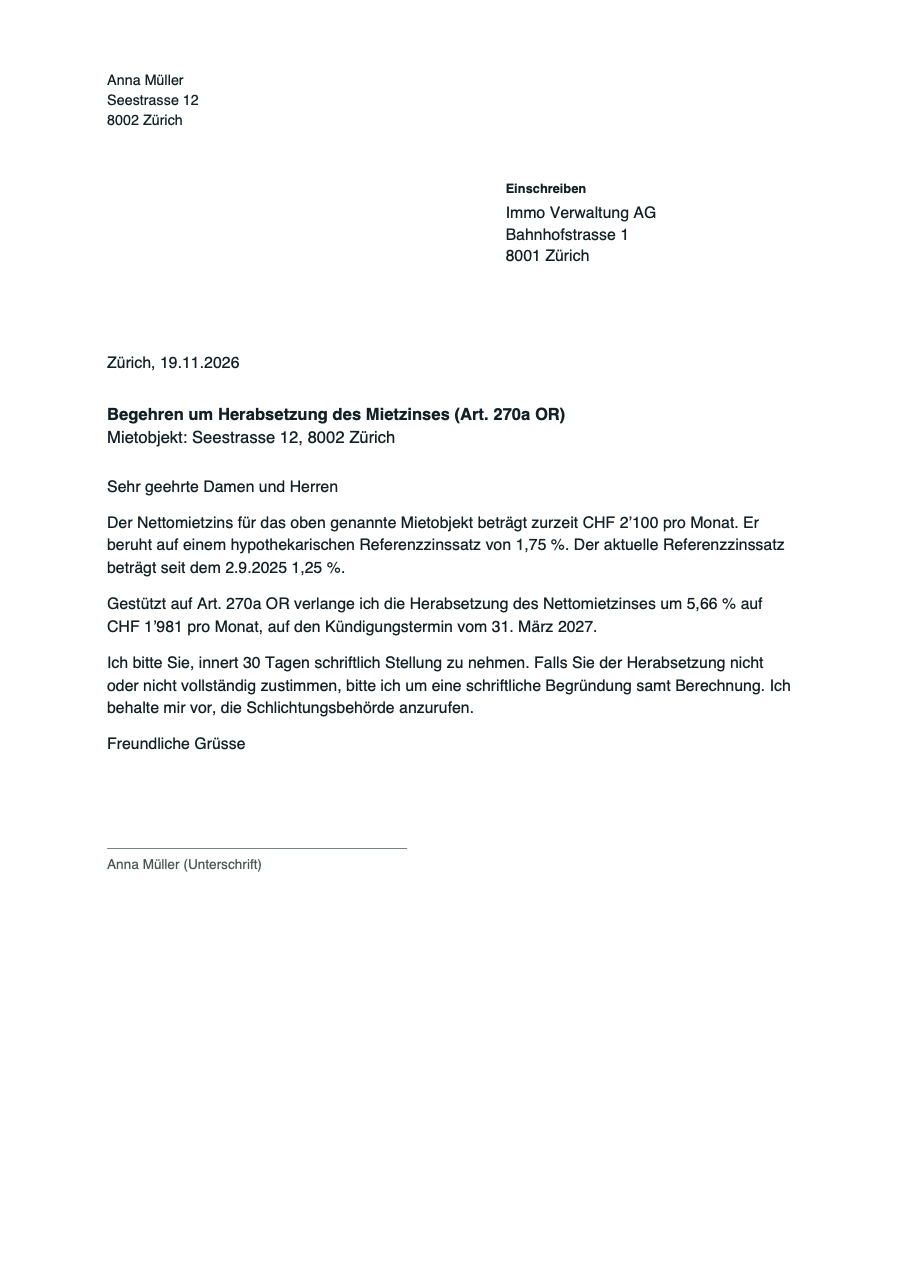 Anna Müller
Seestrasse 12
8002 Zürich
Einschreiben
Immo Verwaltung AG
Bahnhofstrasse 1
8001 Zürich
Zürich, 19.11.2026
Begehren um Herabsetzung des Mietzinses (Art. 270a OR)
Mietobjekt: Seestrasse 12, 8002 Zürich
Sehr geehrte Damen und Herren
Der Nettomietzins für das oben genannte Mietobjekt beträgt zurzeit CHF 2’100 pro Monat. Er
beruht auf einem hypothekarischen Referenzzinssatz von 1,75 %. Der aktuelle Referenzzinssatz
beträgt seit dem 2.9.2025 1,25 %.
Gestützt auf Art. 270a OR verlange ich die Herabsetzung des Nettomietzinses um 5,66 % auf
CHF 1’981 pro Monat, auf den Kündigungstermin vom 31. März 2027.
Ich bitte Sie, innert 30 Tagen schriftlich Stellung zu nehmen. Falls Sie der Herabsetzung nicht
oder nicht vollständig zustimmen, bitte ich um eine schriftliche Begründung samt Berechnung. Ich
behalte mir vor, die Schlichtungsbehörde anzurufen.
Freundliche Grüsse
Anna Müller (Unterschrift)